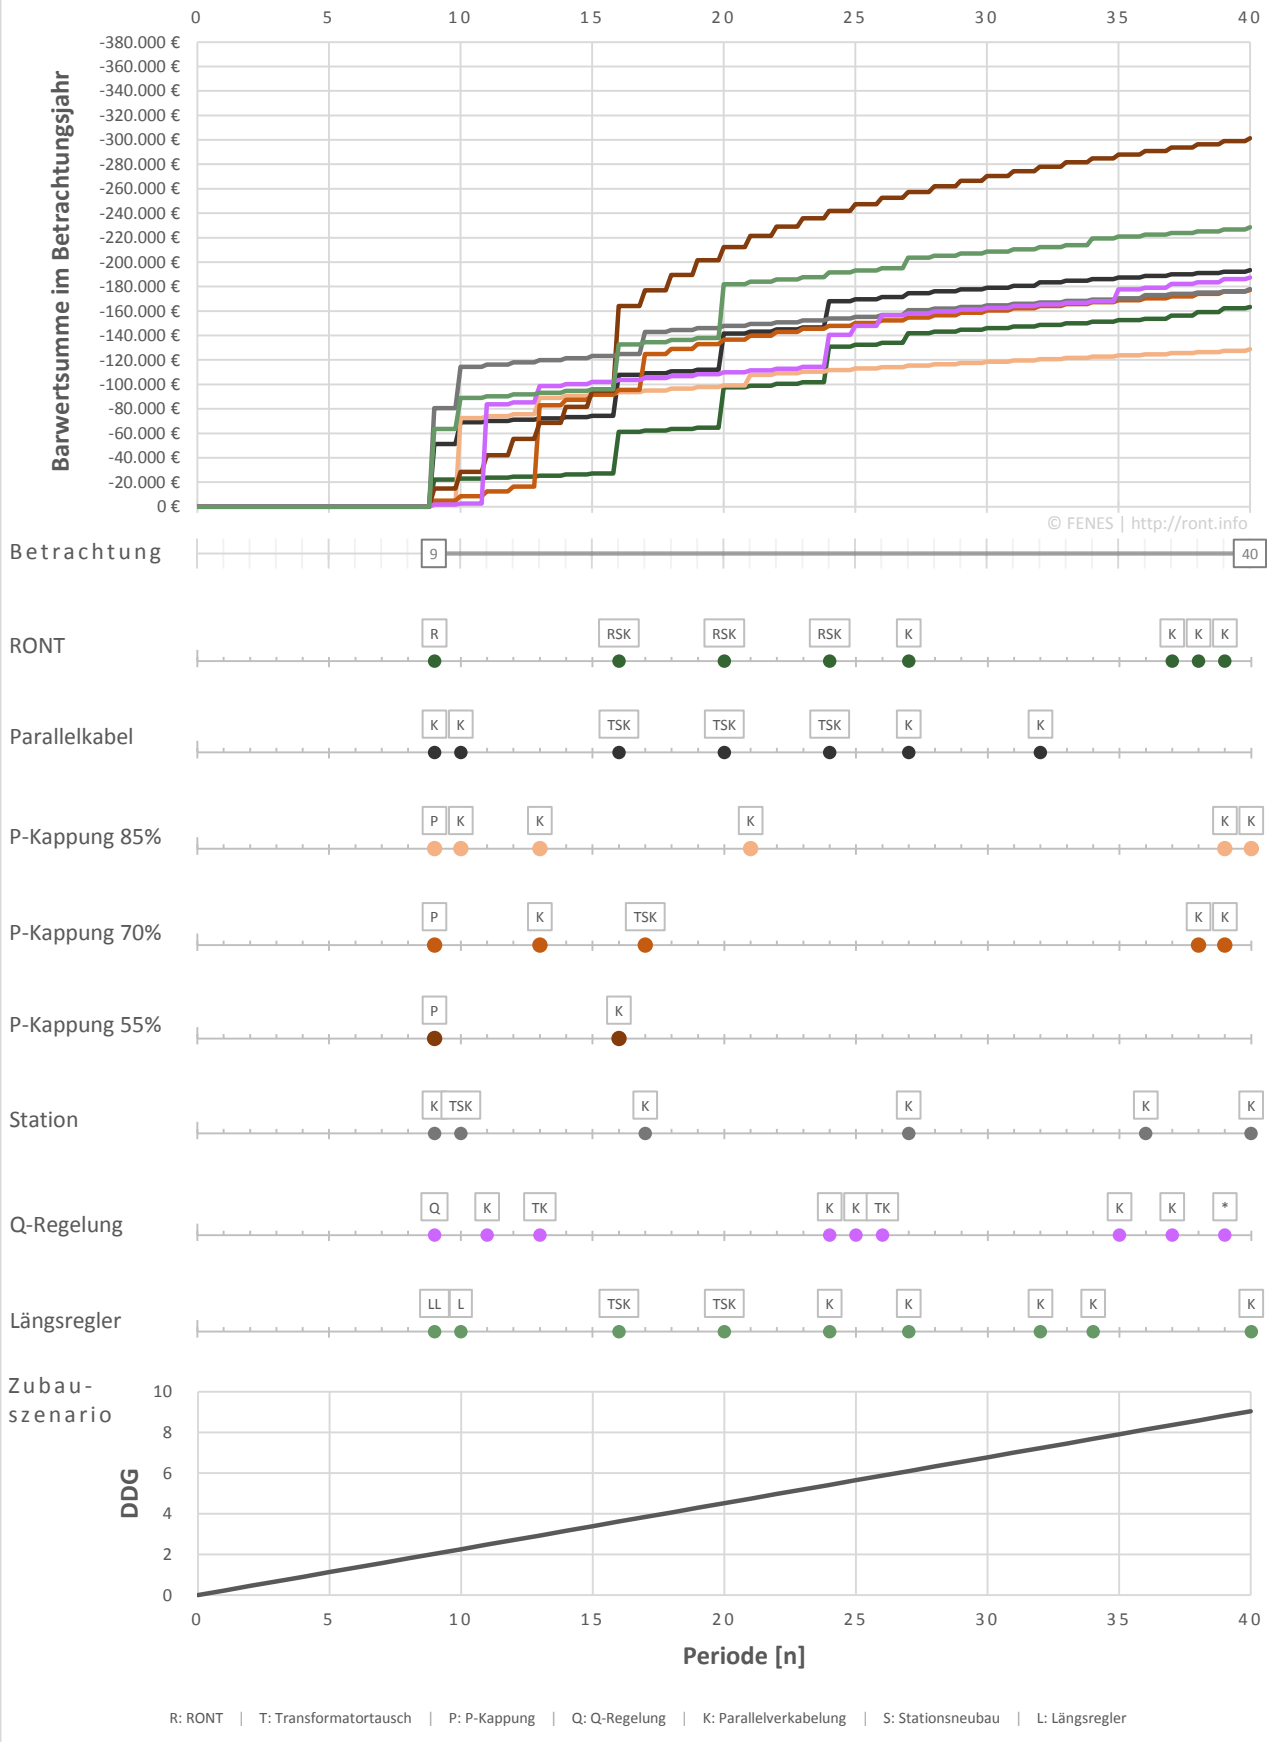 0 5 10 15 20 25 30 35 40
Barwertsumme im Betrachtungsjahr
-380.000 €
-360.000 €
-340.000 €
-320.000 €
-300.000 €
-280.000 €
-260.000 €
-240.000 €
-220.000 €
-200.000 €
-180.000 €
-160.000 €
-140.000 €
-120.000 €
-100.000 €
-80.000 €
-60.000 €
-40.000 €
-20.000 €
0 €
© FENES | http://ront.info
Betrachtung 9 40
RONT R RSK RSK RSK K K K K
Parallelkabel K K TSK TSK TSK K K
P-Kappung 85% P K K K K K
P-Kappung 70% P K TSK K K
P-Kappung 55% P K
Station K TSK K K K K
Q-Regelung Q K TK K K TK K K *
Längsregler LL L TSK TSK K K K K K
Zubau-
szenario
DDG
10
8
6
4
2
0
0 5 10 15 20 25 30 35 40
Periode [n]
R: RONT | T: Transformatortausch | P: P-Kappung | Q: Q-Regelung | K: Parallelverkabelung | S: Stationsneubau | L: Längsregler